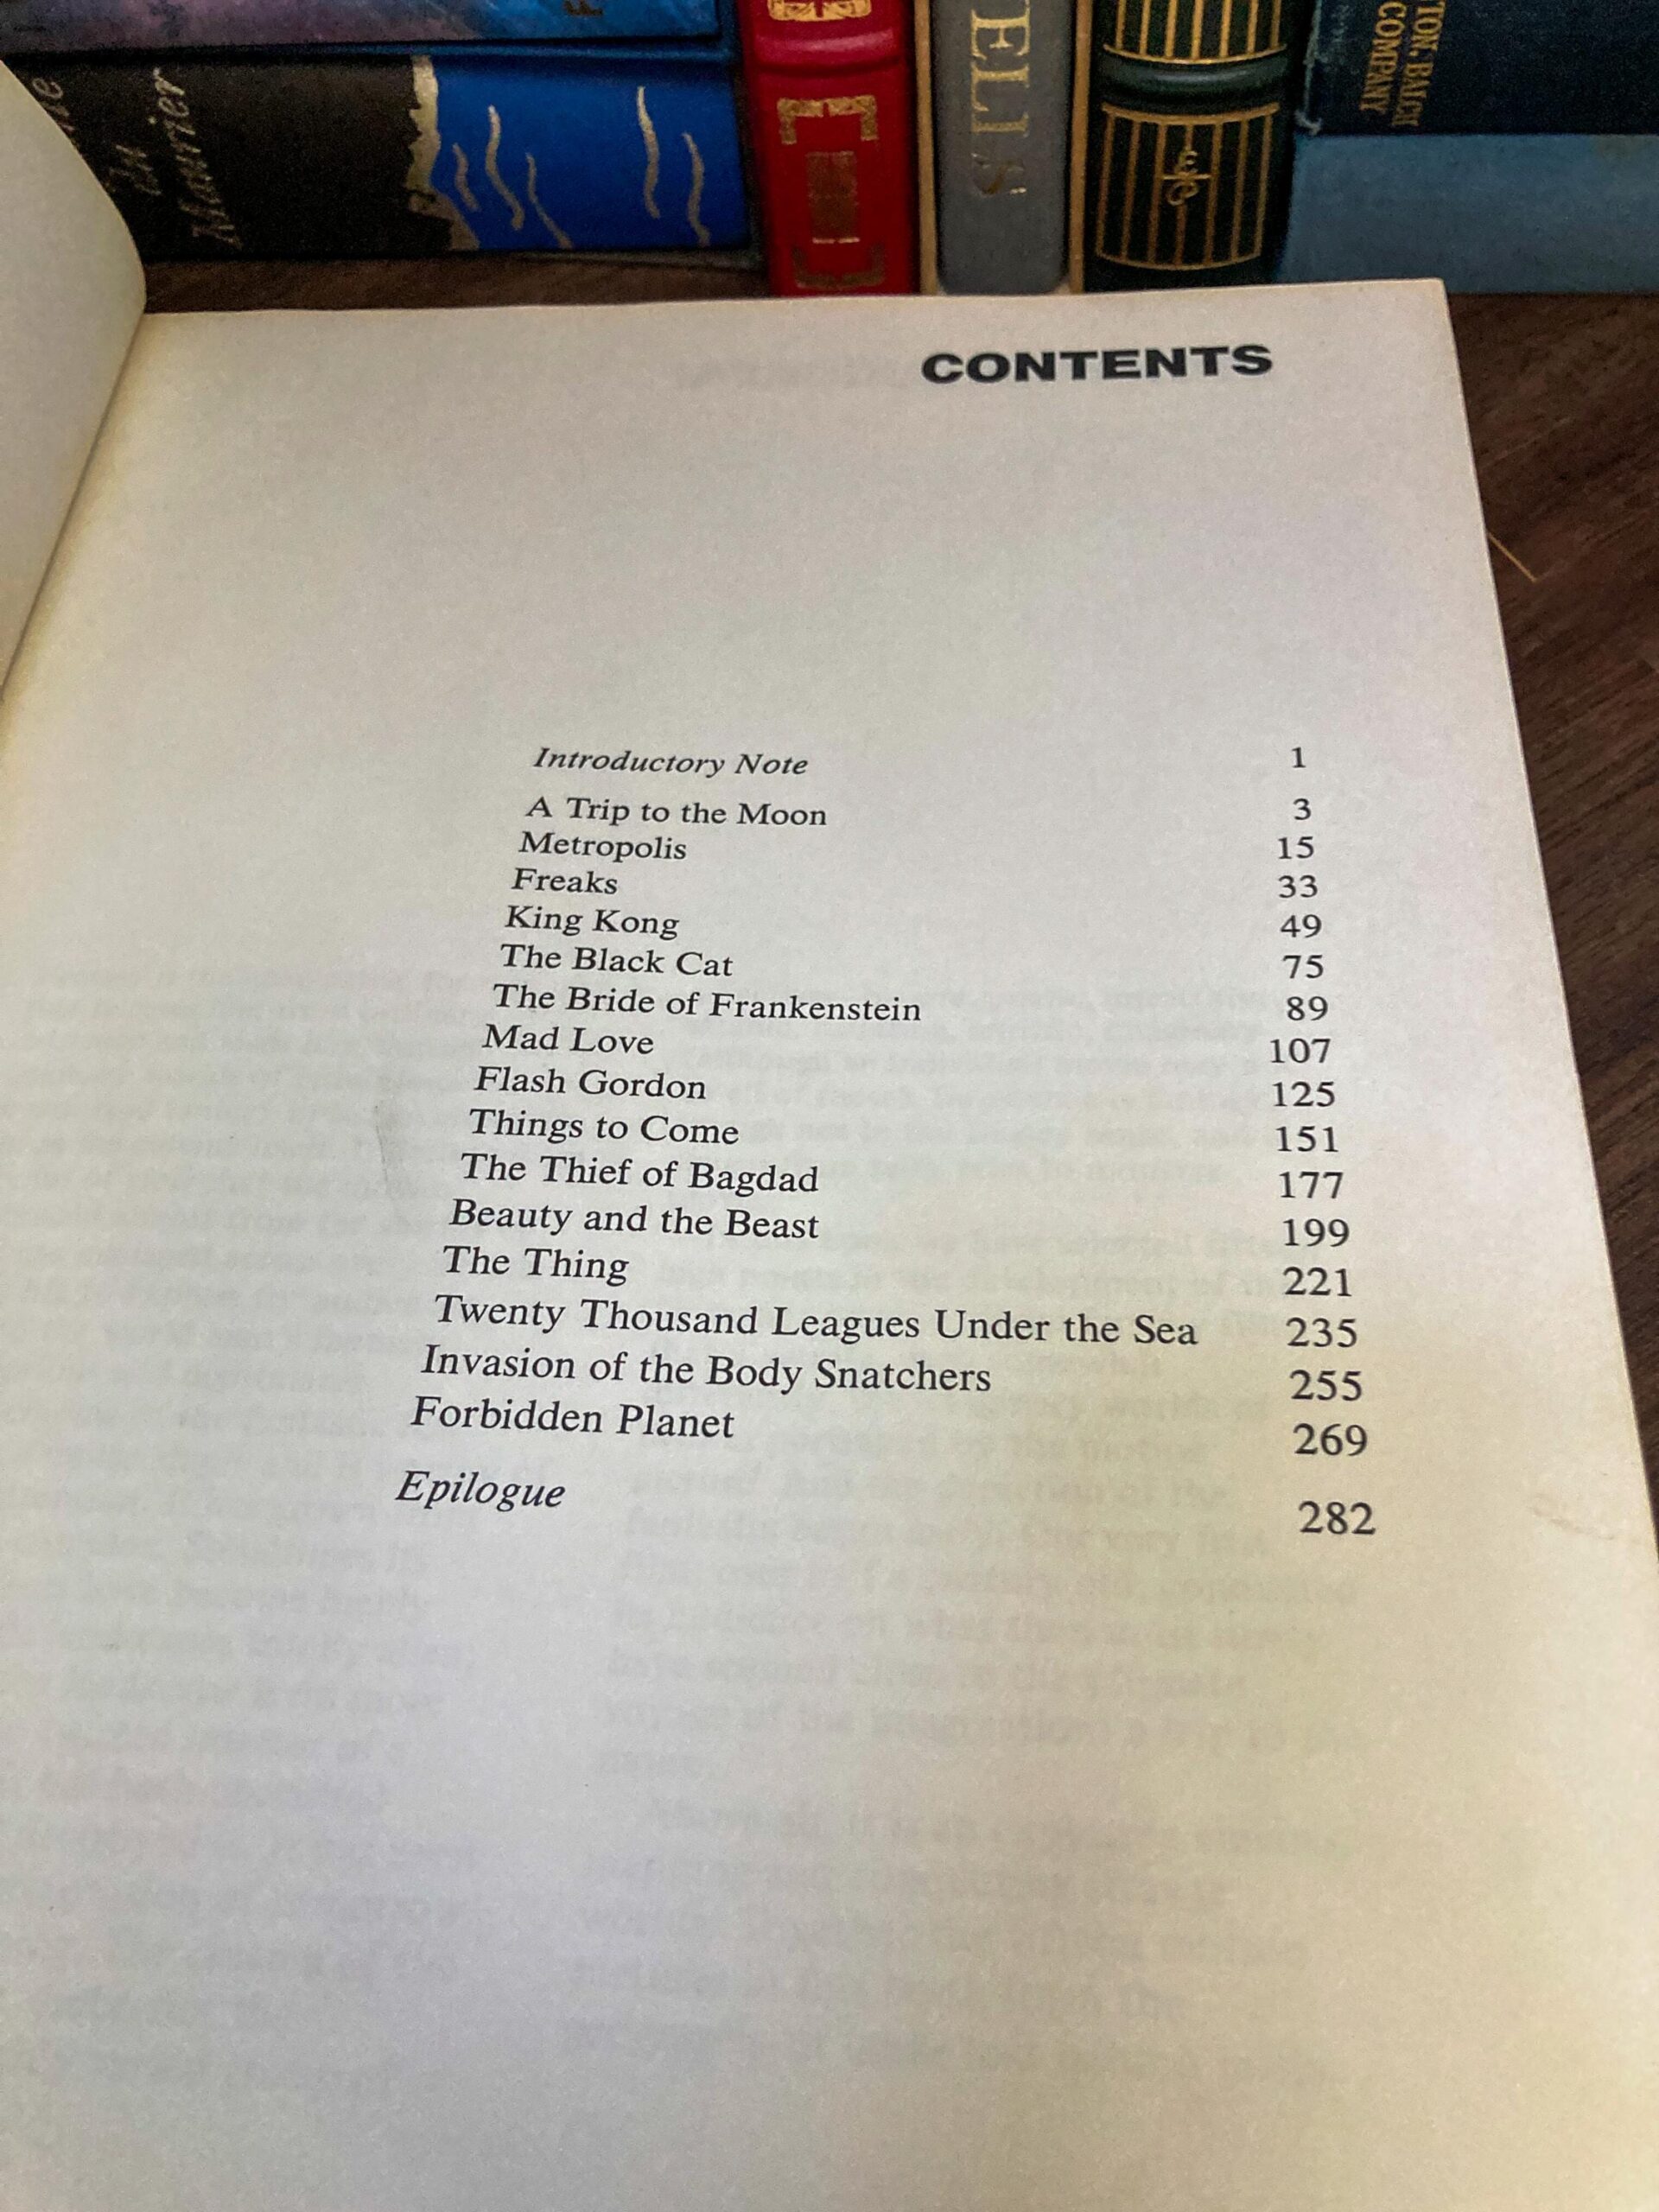 du
Maurier
ELIS
TON, BALCH
COMPANY
CONTENTS
Introductory Note 1
A Trip to the Moon 3
Metropolis 15
Freaks 33
King Kong 49
The Black Cat 75
The Bride of Frankenstein 89
Mad Love 107
Flash Gordon 125
Things to Come 151
The Thief of Bagdad 177
Beauty and the Beast 199
The Thing 221
Twenty Thousand Leagues Under the Sea 235
Invasion of the Body Snatchers 255
Forbidden Planet 269
Epilogue 282